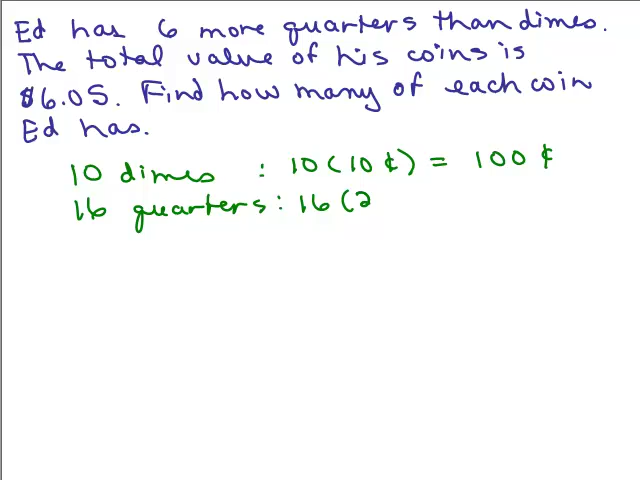 Ed has 6 more quarters than dimes.
The total value of his coins is
$6.05. Find how many of each coin
Ed has.
10 dimes : 10(10¢) = 100¢
16 quarters: 16(2